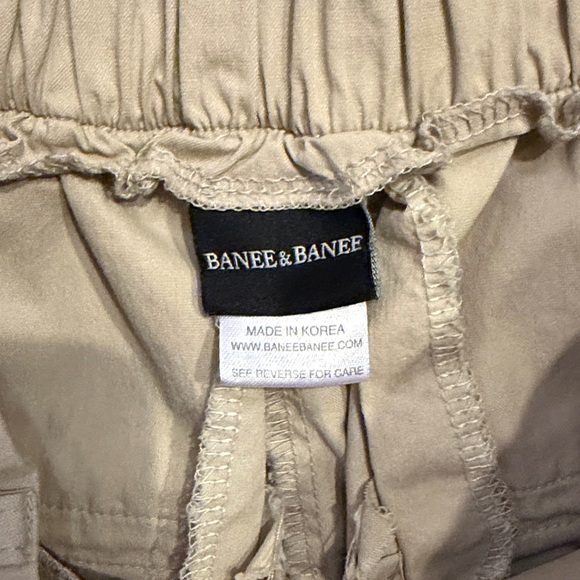 BANEE & BANEE
MADE IN KOREA
WWW.BANEEBANEE.COM
SEE REVERSE FOR CARE